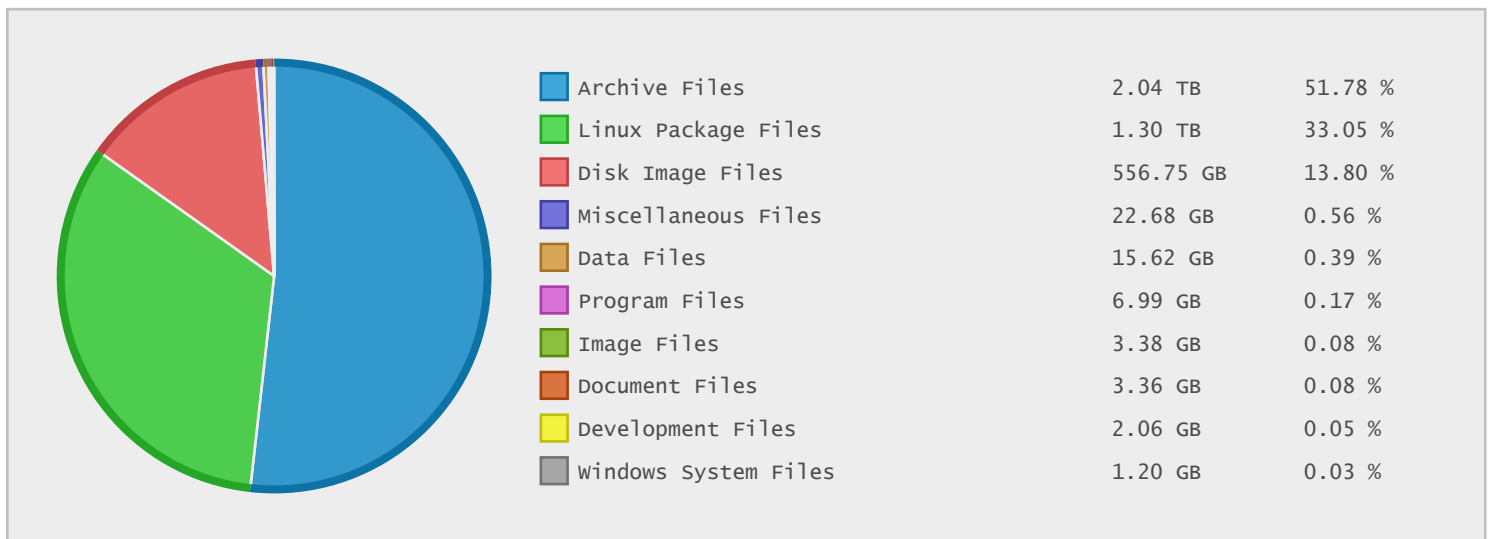 Archive Files 2.04 TB 51.78 %
Linux Package Files 1.30 TB 33.05 %
Disk Image Files 556.75 GB 13.80 %
Miscellaneous Files 22.68 GB 0.56 %
Data Files 15.62 GB 0.39 %
Program Files 6.99 GB 0.17 %
Image Files 3.38 GB 0.08 %
Document Files 3.36 GB 0.08 %
Development Files 2.06 GB 0.05 %
Windows System Files 1.20 GB 0.03 %